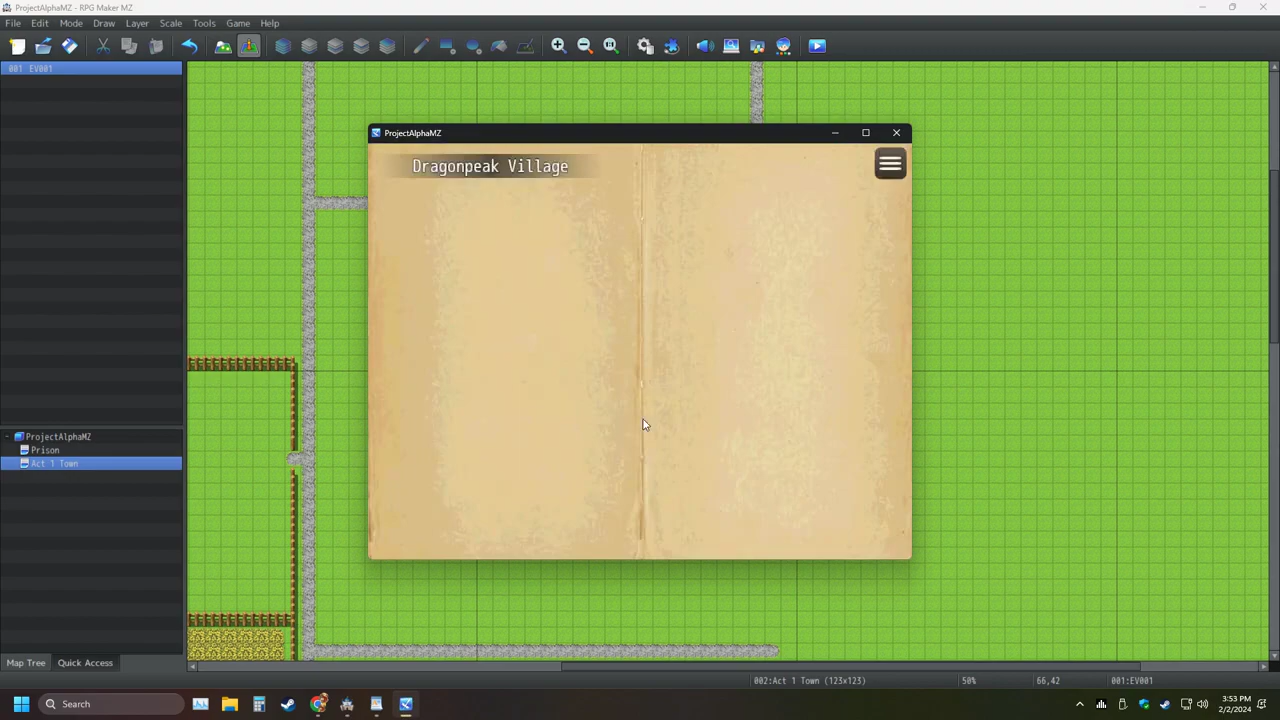 ProjectAlphaMZ - RPG Maker MZ
File Edit Mode Draw Layer Scale Tools Game Help
001 EV001
ProjectAlphaMZ
Dragonpeak Village
ProjectAlphaMZ
Prison
Act 1 Town
Map Tree Quick Access
002:Act 1 Town (123x123) 50% 66,42 001:EV001
Search
3:53 PM
2/2/2024